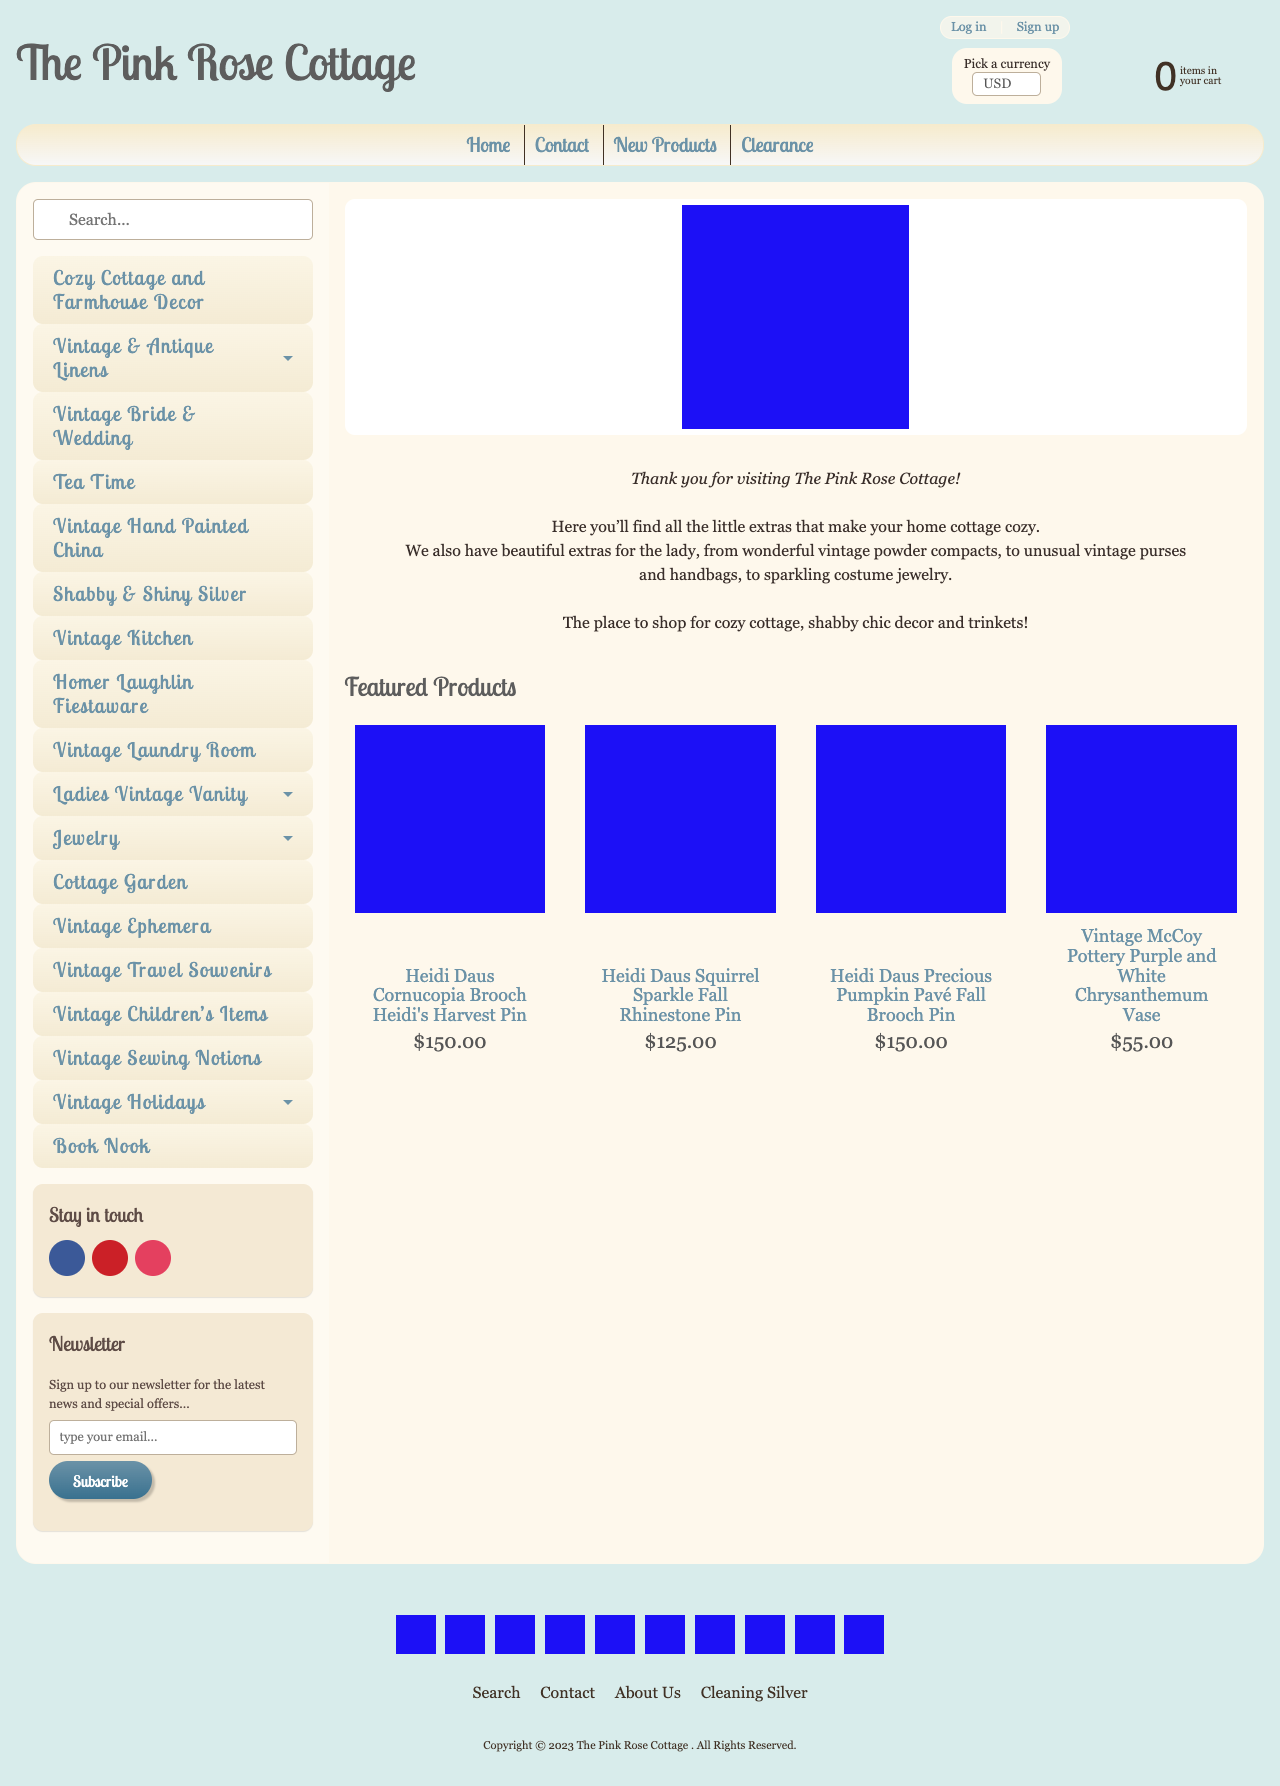 The Pink Rose Cottage
Log in
Sign up
Pick a currency
USD
0 items in
your cart
Home
Contact
New Products
Clearance
Search...
Cozy Cottage and
Farmhouse Decor
Vintage & Antique
Linens
Vintage Bride &
Wedding
Tea Time
Vintage Hand Painted
China
Shabby & Shiny Silver
Vintage Kitchen
Homer Laughlin
Fiestaware
Vintage Laundry Room
Ladies Vintage Vanity
Jewelry
Cottage Garden
Vintage Ephemera
Vintage Travel Souvenirs
Vintage Children's Items
Vintage Sewing Notions
Vintage Holidays
Book Nook
Stay in touch
Newsletter
Sign up to our newsletter for the latest
news and special offers...
type your email...
Subscribe
Thank you for visiting The Pink Rose Cottage!
Here you'll find all the little extras that make your home cottage cozy.
We also have beautiful extras for the lady, from wonderful vintage powder compacts, to unusual vintage purses
and handbags, to sparkling costume jewelry.
The place to shop for cozy cottage, shabby chic decor and trinkets!
Featured Products
Heidi Daus
Cornucopia Brooch
Heidi's Harvest Pin
$150.00
Heidi Daus Squirrel
Sparkle Fall
Rhinestone Pin
$125.00
Heidi Daus Precious
Pumpkin Pavé Fall
Brooch Pin
$150.00
Vintage McCoy
Pottery Purple and
White
Chrysanthemum
Vase
$55.00
Search
Contact
About Us
Cleaning Silver
Copyright © 2023 The Pink Rose Cottage . All Rights Reserved.